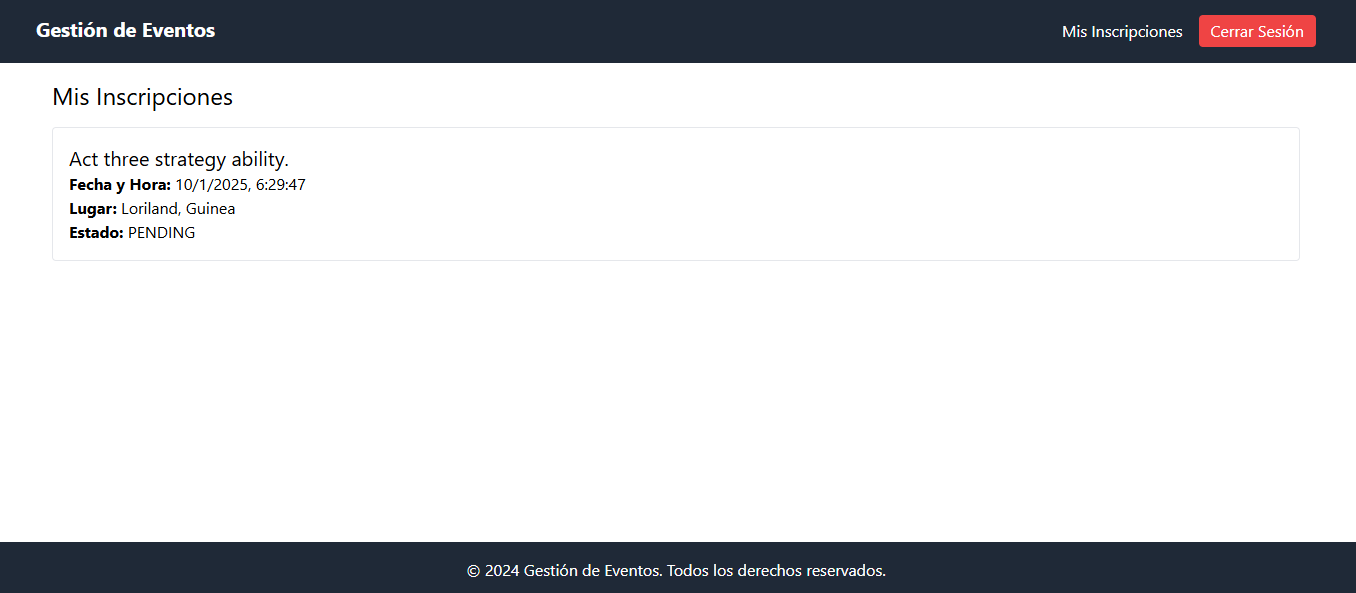 Gestión de Eventos
Mis Inscripciones
Cerrar Sesión
Mis Inscripciones
Act three strategy ability.
Fecha y Hora: 10/1/2025, 6:29:47
Lugar: Loriland, Guinea
Estado: PENDING
© 2024 Gestión de Eventos. Todos los derechos reservados.